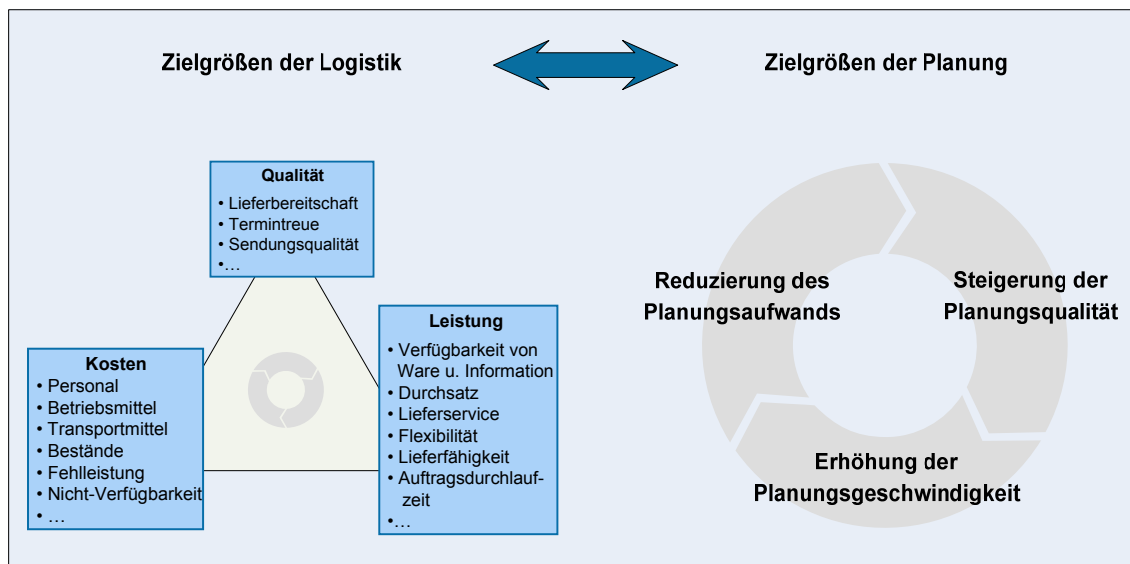 Zielgrößen der Logistik
Zielgrößen der Planung
Qualität
• Lieferbereitschaft
• Termintreue
• Sendungsqualität
•…
Kosten
• Personal
• Betriebsmittel
• Transportmittel
• Bestände
• Fehlleistung
• Nicht-Verfügbarkeit
• …
Leistung
• Verfügbarkeit von
Ware u. Information
• Durchsatz
• Lieferservice
• Flexibilität
• Lieferfähigkeit
• Auftragsdurchlauf-
zeit
•…
Reduzierung des
Planungsaufwands
Steigerung der
Planungsqualität
Erhöhung der
Planungsgeschwindigkeit